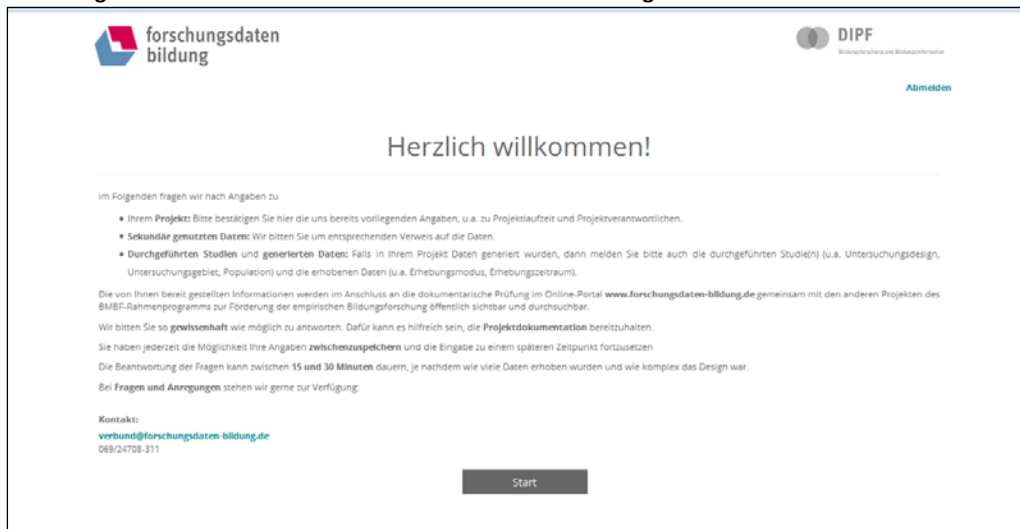 forschungsdaten
bildung
DIPF
Bildungsforschung und Bildungsinformation
Abmelden
Herzlich willkommen!
im Folgenden fragen wir nach Angaben zu
• Ihrem Projekt: Bitte bestätigen Sie hier die uns bereits vorliegenden Angaben, u.a. zu Projektlaufzeit und Projektverantwortlichen.
• Sekundär genutzten Daten: Wir bitten Sie um entsprechenden Verweis auf die Daten.
• Durchgeführten Studien und generierten Daten: Falls in Ihrem Projekt Daten generiert wurden, dann melden Sie bitte auch die durchgeführten Studie(n) (u.a. Untersuchungsdesign,
Untersuchungsgebiet, Population) und die erhobenen Daten (u.a. Erhebungsmodus, Erhebungszeitraum).
Die von Ihnen bereit gestellten Informationen werden im Anschluss an die dokumentarische Prüfung im Online-Portal www.forschungsdaten-bildung.de gemeinsam mit den anderen Projekten des
BMBF-Rahmenprogramms zur Förderung der empirischen Bildungsforschung öffentlich sichtbar und durchsuchbar.
Wir bitten Sie so gewissenhaft wie möglich zu antworten. Dafür kann es hilfreich sein, die Projektdokumentation bereitzuhalten.
Sie haben jederzeit die Möglichkeit Ihre Angaben zwischenzuspeichern und die Eingabe zu einem späteren Zeitpunkt fortzusetzen
Die Beantwortung der Fragen kann zwischen 15 und 30 Minuten dauern, je nachdem wie viele Daten erhoben wurden und wie komplex das Design war.
Bei Fragen und Anregungen stehen wir gerne zur Verfügung:
Kontakt:
verbund@forschungsdaten-bildung.de
069/24708-311
Start